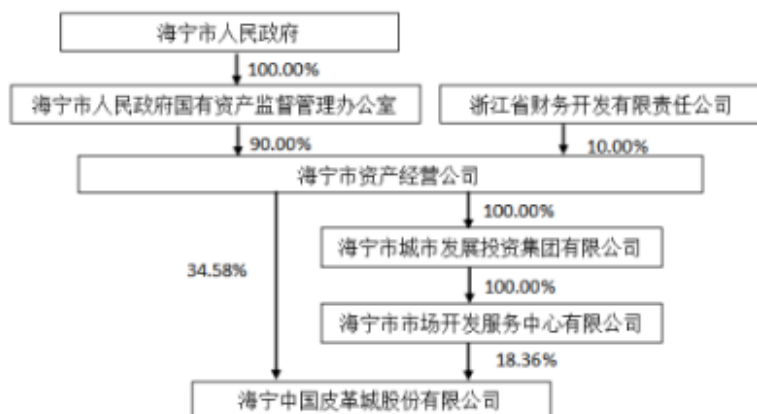 海宁市人民政府
100.00%
海宁市人民政府国有资产监督管理办公室
浙江省财务开发有限责任公司
90.00%
10.00%
海宁市资产经营公司
100.00%
海宁市城市发展投资集团有限公司
34.58%
100.00%
海宁市市场开发服务中心有限公司
18.36%
海宁中国皮革城股份有限公司